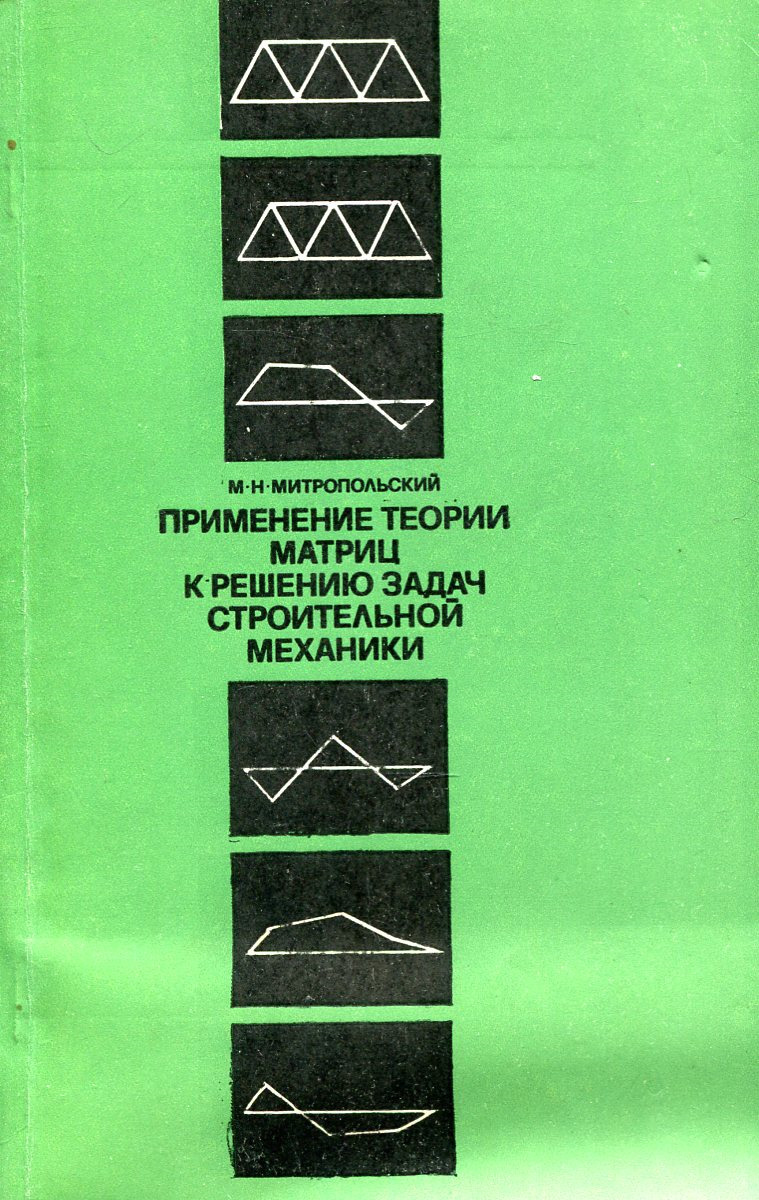 М·Н·МИТРОПОЛЬСКИЙ
ПРИМЕНЕНИЕ ТЕОРИИ
МАТРИЦ
К РЕШЕНИЮ ЗАДАЧ
СТРОИТЕЛЬНОЙ
МЕХАНИКИ